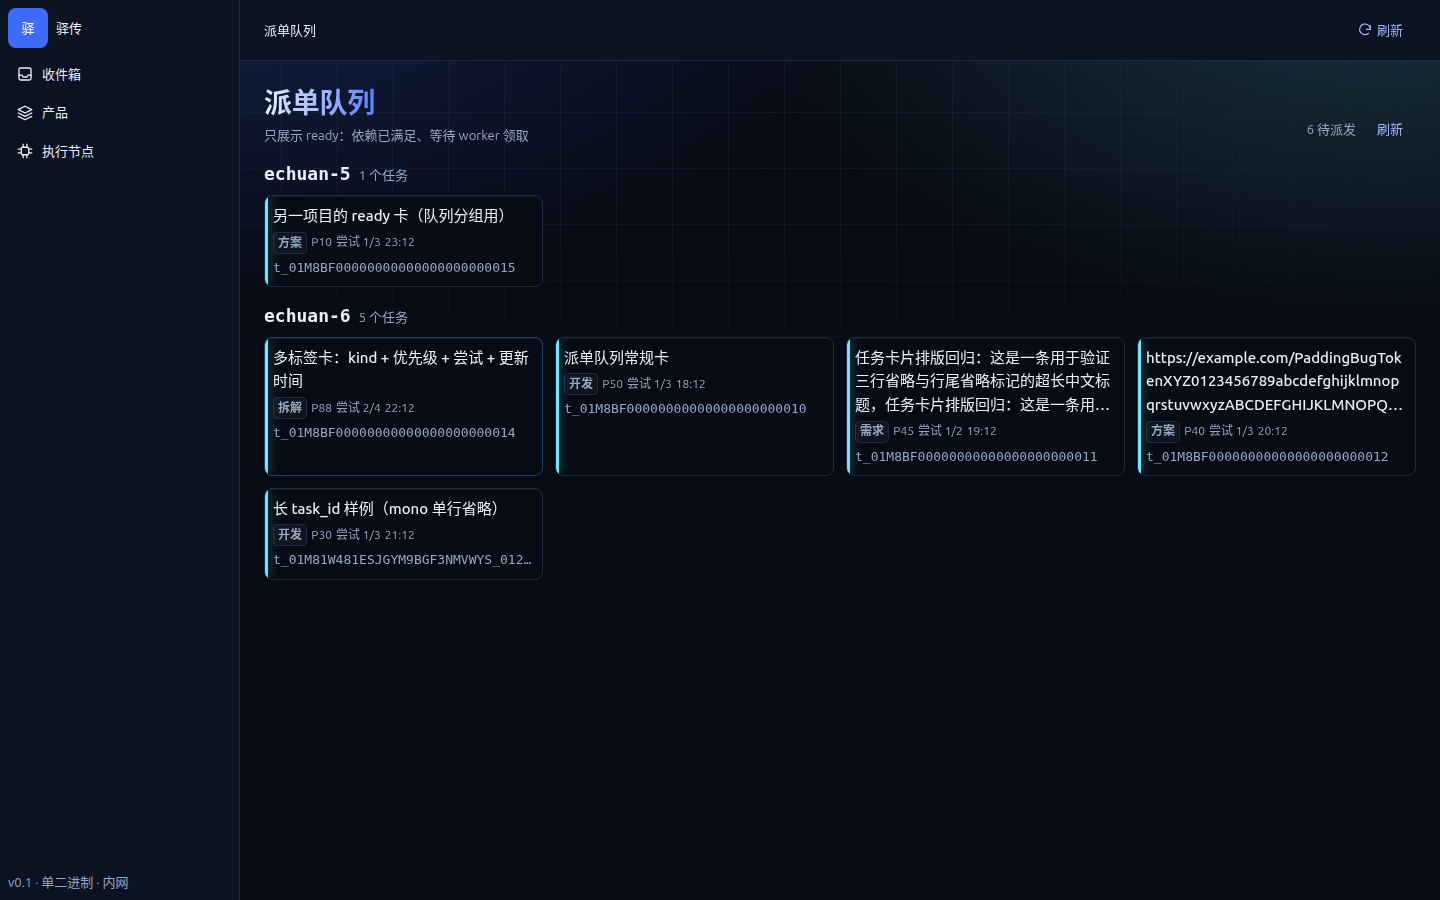 驿 驿传
收件箱
产品
执行节点
v0.1 · 单二进制 · 内网
派单队列
刷新
派单队列
只展示 ready：依赖已满足、等待 worker 领取
6 待派发 刷新
echuan-5 1 个任务
另一项目的 ready 卡（队列分组用）
方案 P10 尝试 1/3 23:12
t_01M8BF00000000000000000000015
echuan-6 5 个任务
多标签卡：kind + 优先级 + 尝试 + 更新
时间
拆解 P88 尝试 2/4 22:12
t_01M8BF00000000000000000000014
派单队列常规卡
开发 P50 尝试 1/3 18:12
t_01M8BF00000000000000000000010
任务卡片排版回归：这是一条用于验证
三行省略与行尾省略标记的超长中文标
题，任务卡片排版回归：这是一条用...
需求 P45 尝试 1/2 19:12
t_01M8BF00000000000000000000011
https://example.com/PaddingBugTok
enXYZ0123456789abcdefghijklmnop
qrstuvwxyzABCDEFGHIJKLMNOPQ...
方案 P40 尝试 1/3 20:12
t_01M8BF00000000000000000000012
长 task_id 样例（mono 单行省略）
开发 P30 尝试 1/3 21:12
t_01M81W481ESJGYM9BGF3NMVWYS_012…